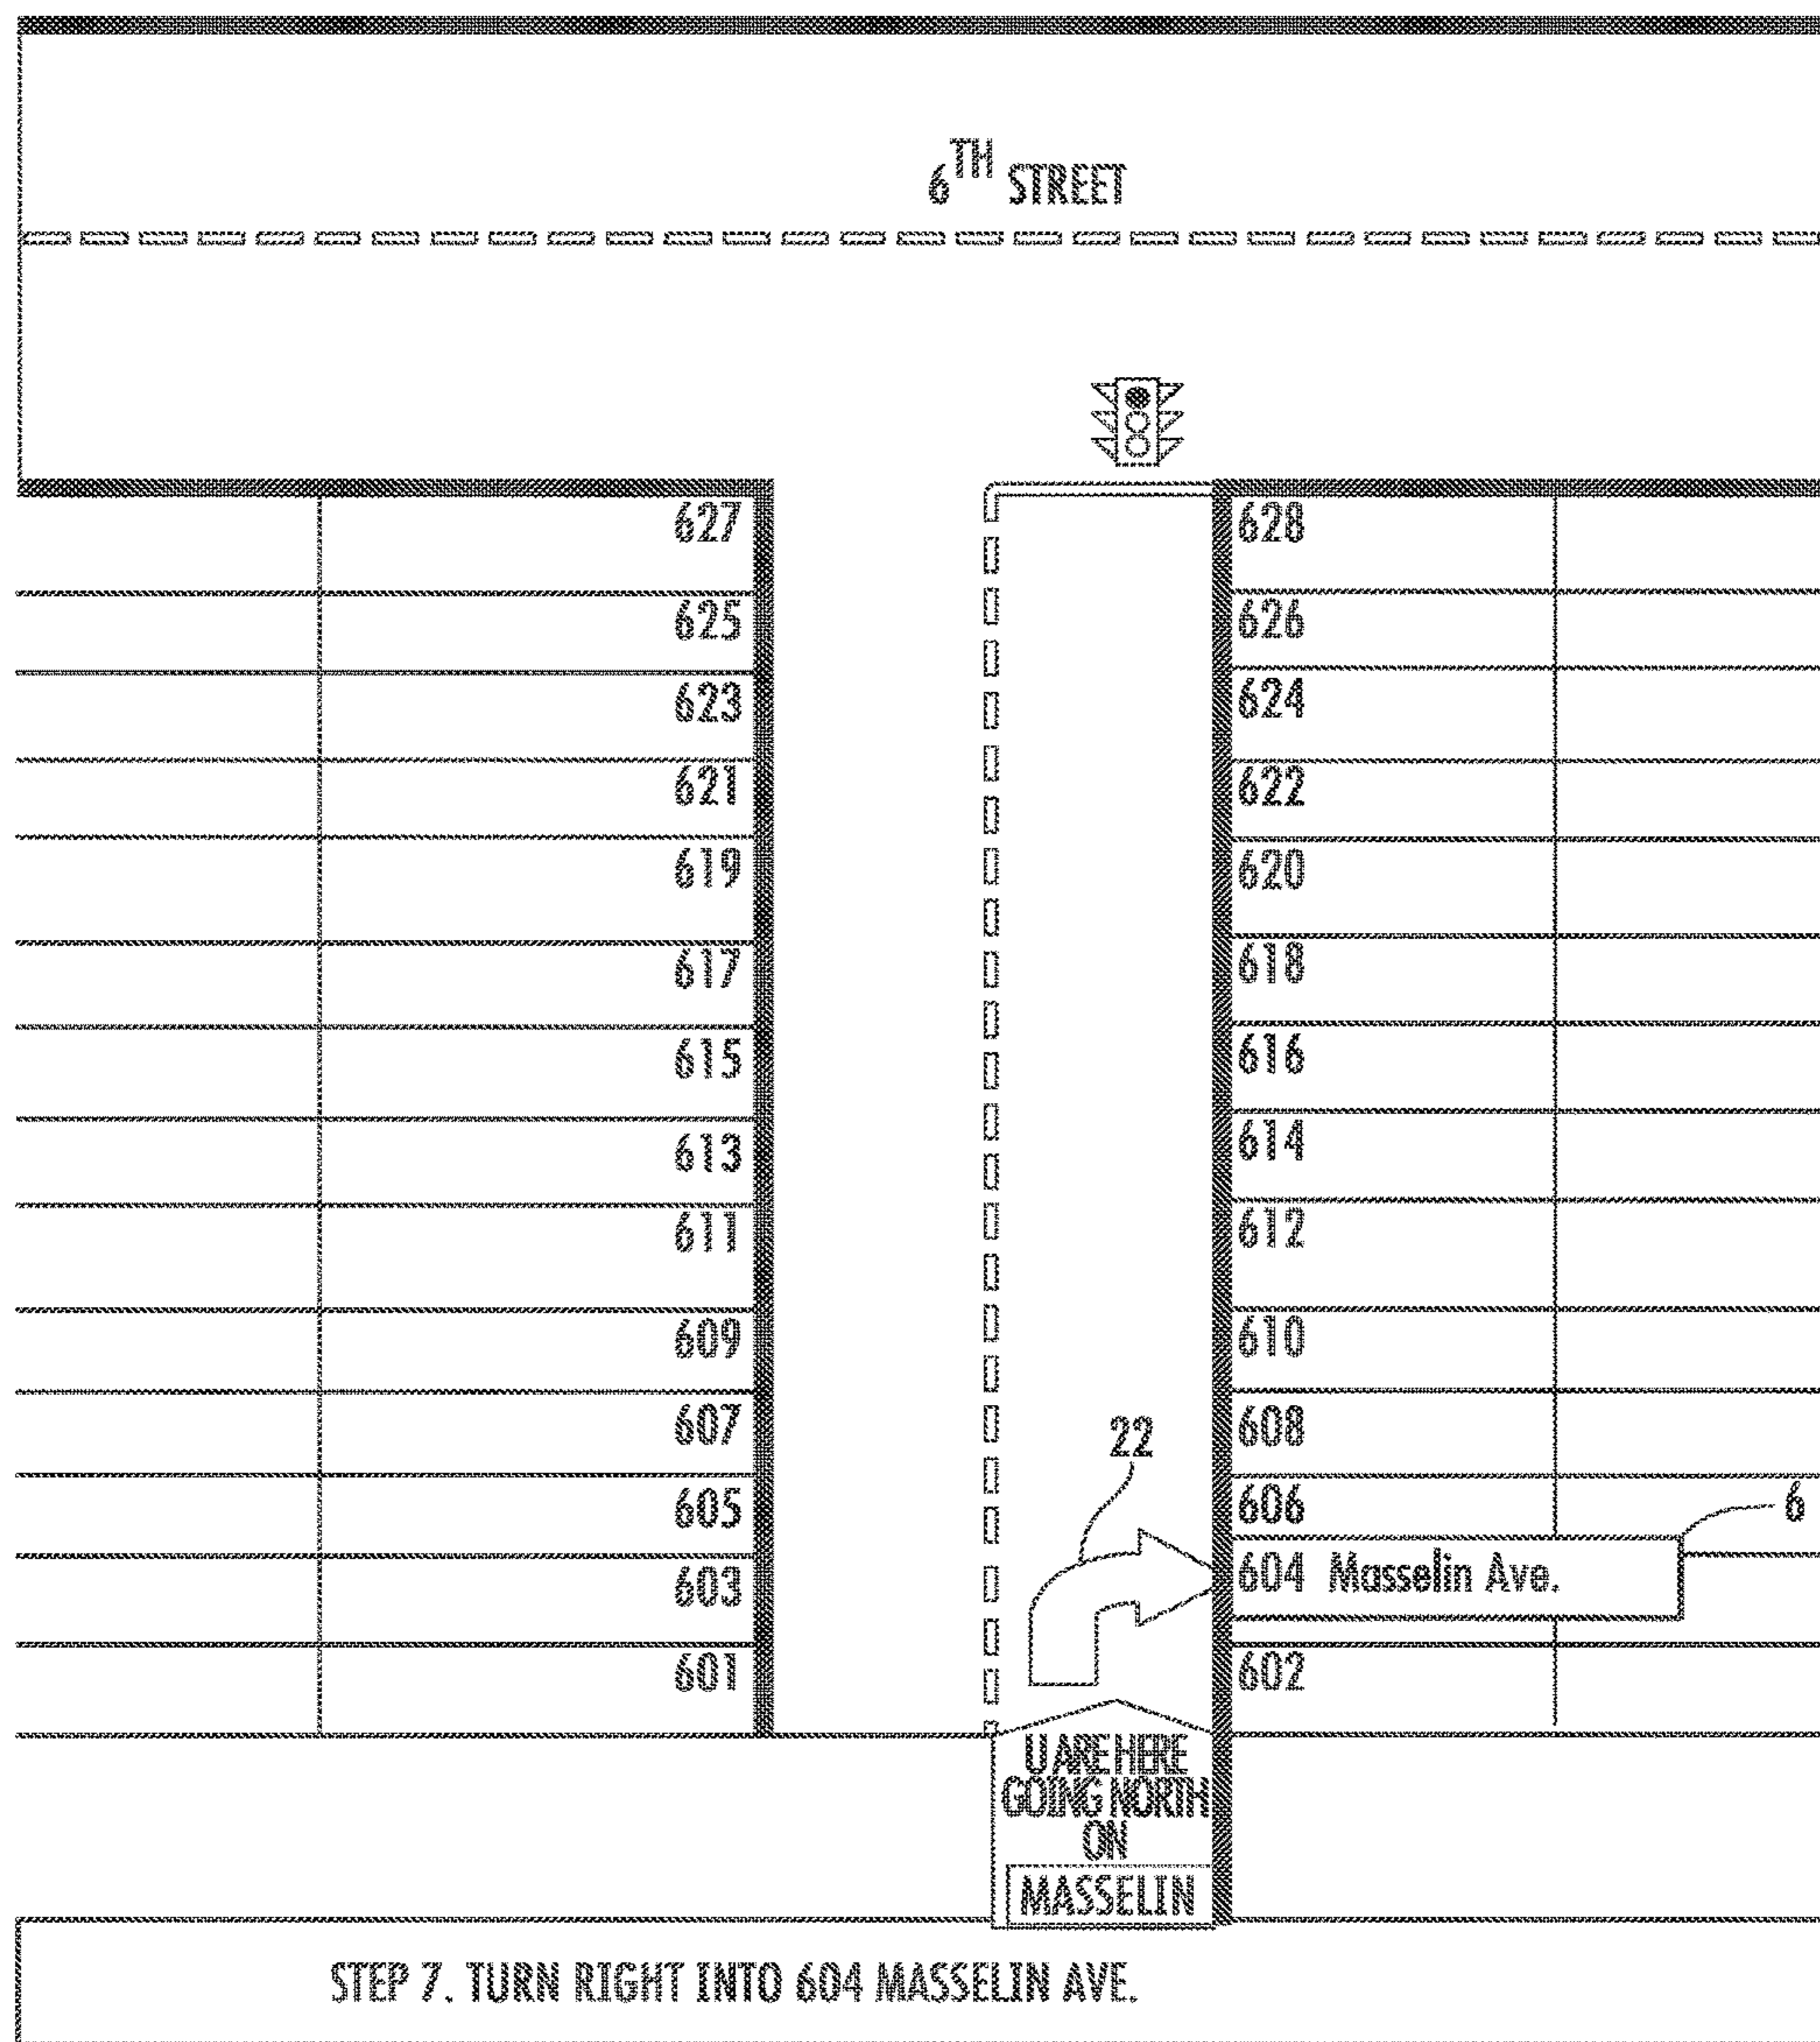 6TH STREET
627 628
625 626
623 624
621 622
619 620
617 618
615 616
613 614
611 612
609 610
607 22 608
605 606 6
603 604 Masselin Ave.
601 602
U ARE HERE
GOING NORTH
ON
MASSELIN
STEP 7. TURN RIGHT INTO 604 MASSELIN AVE.